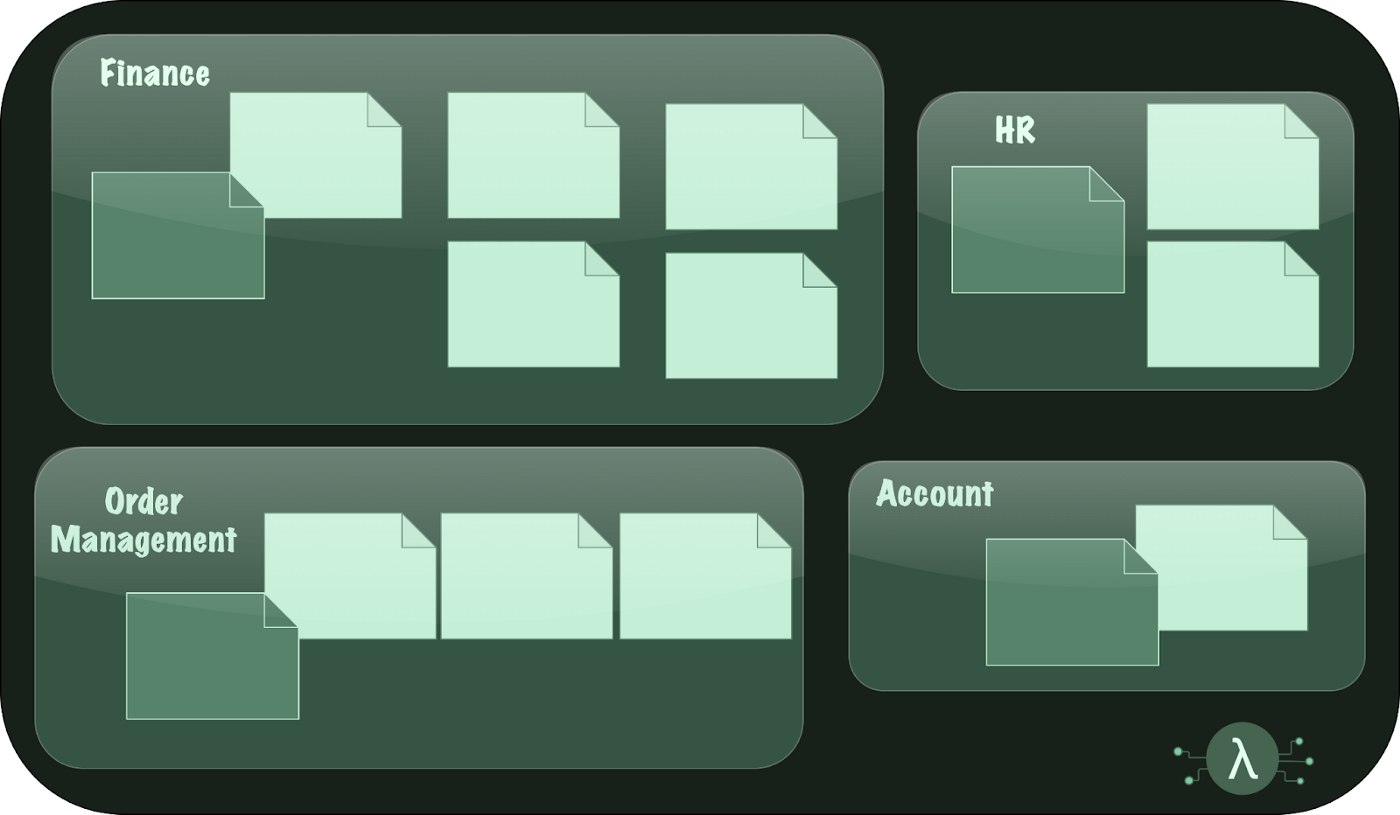 Finance
HR
Order
Management
Account
λ